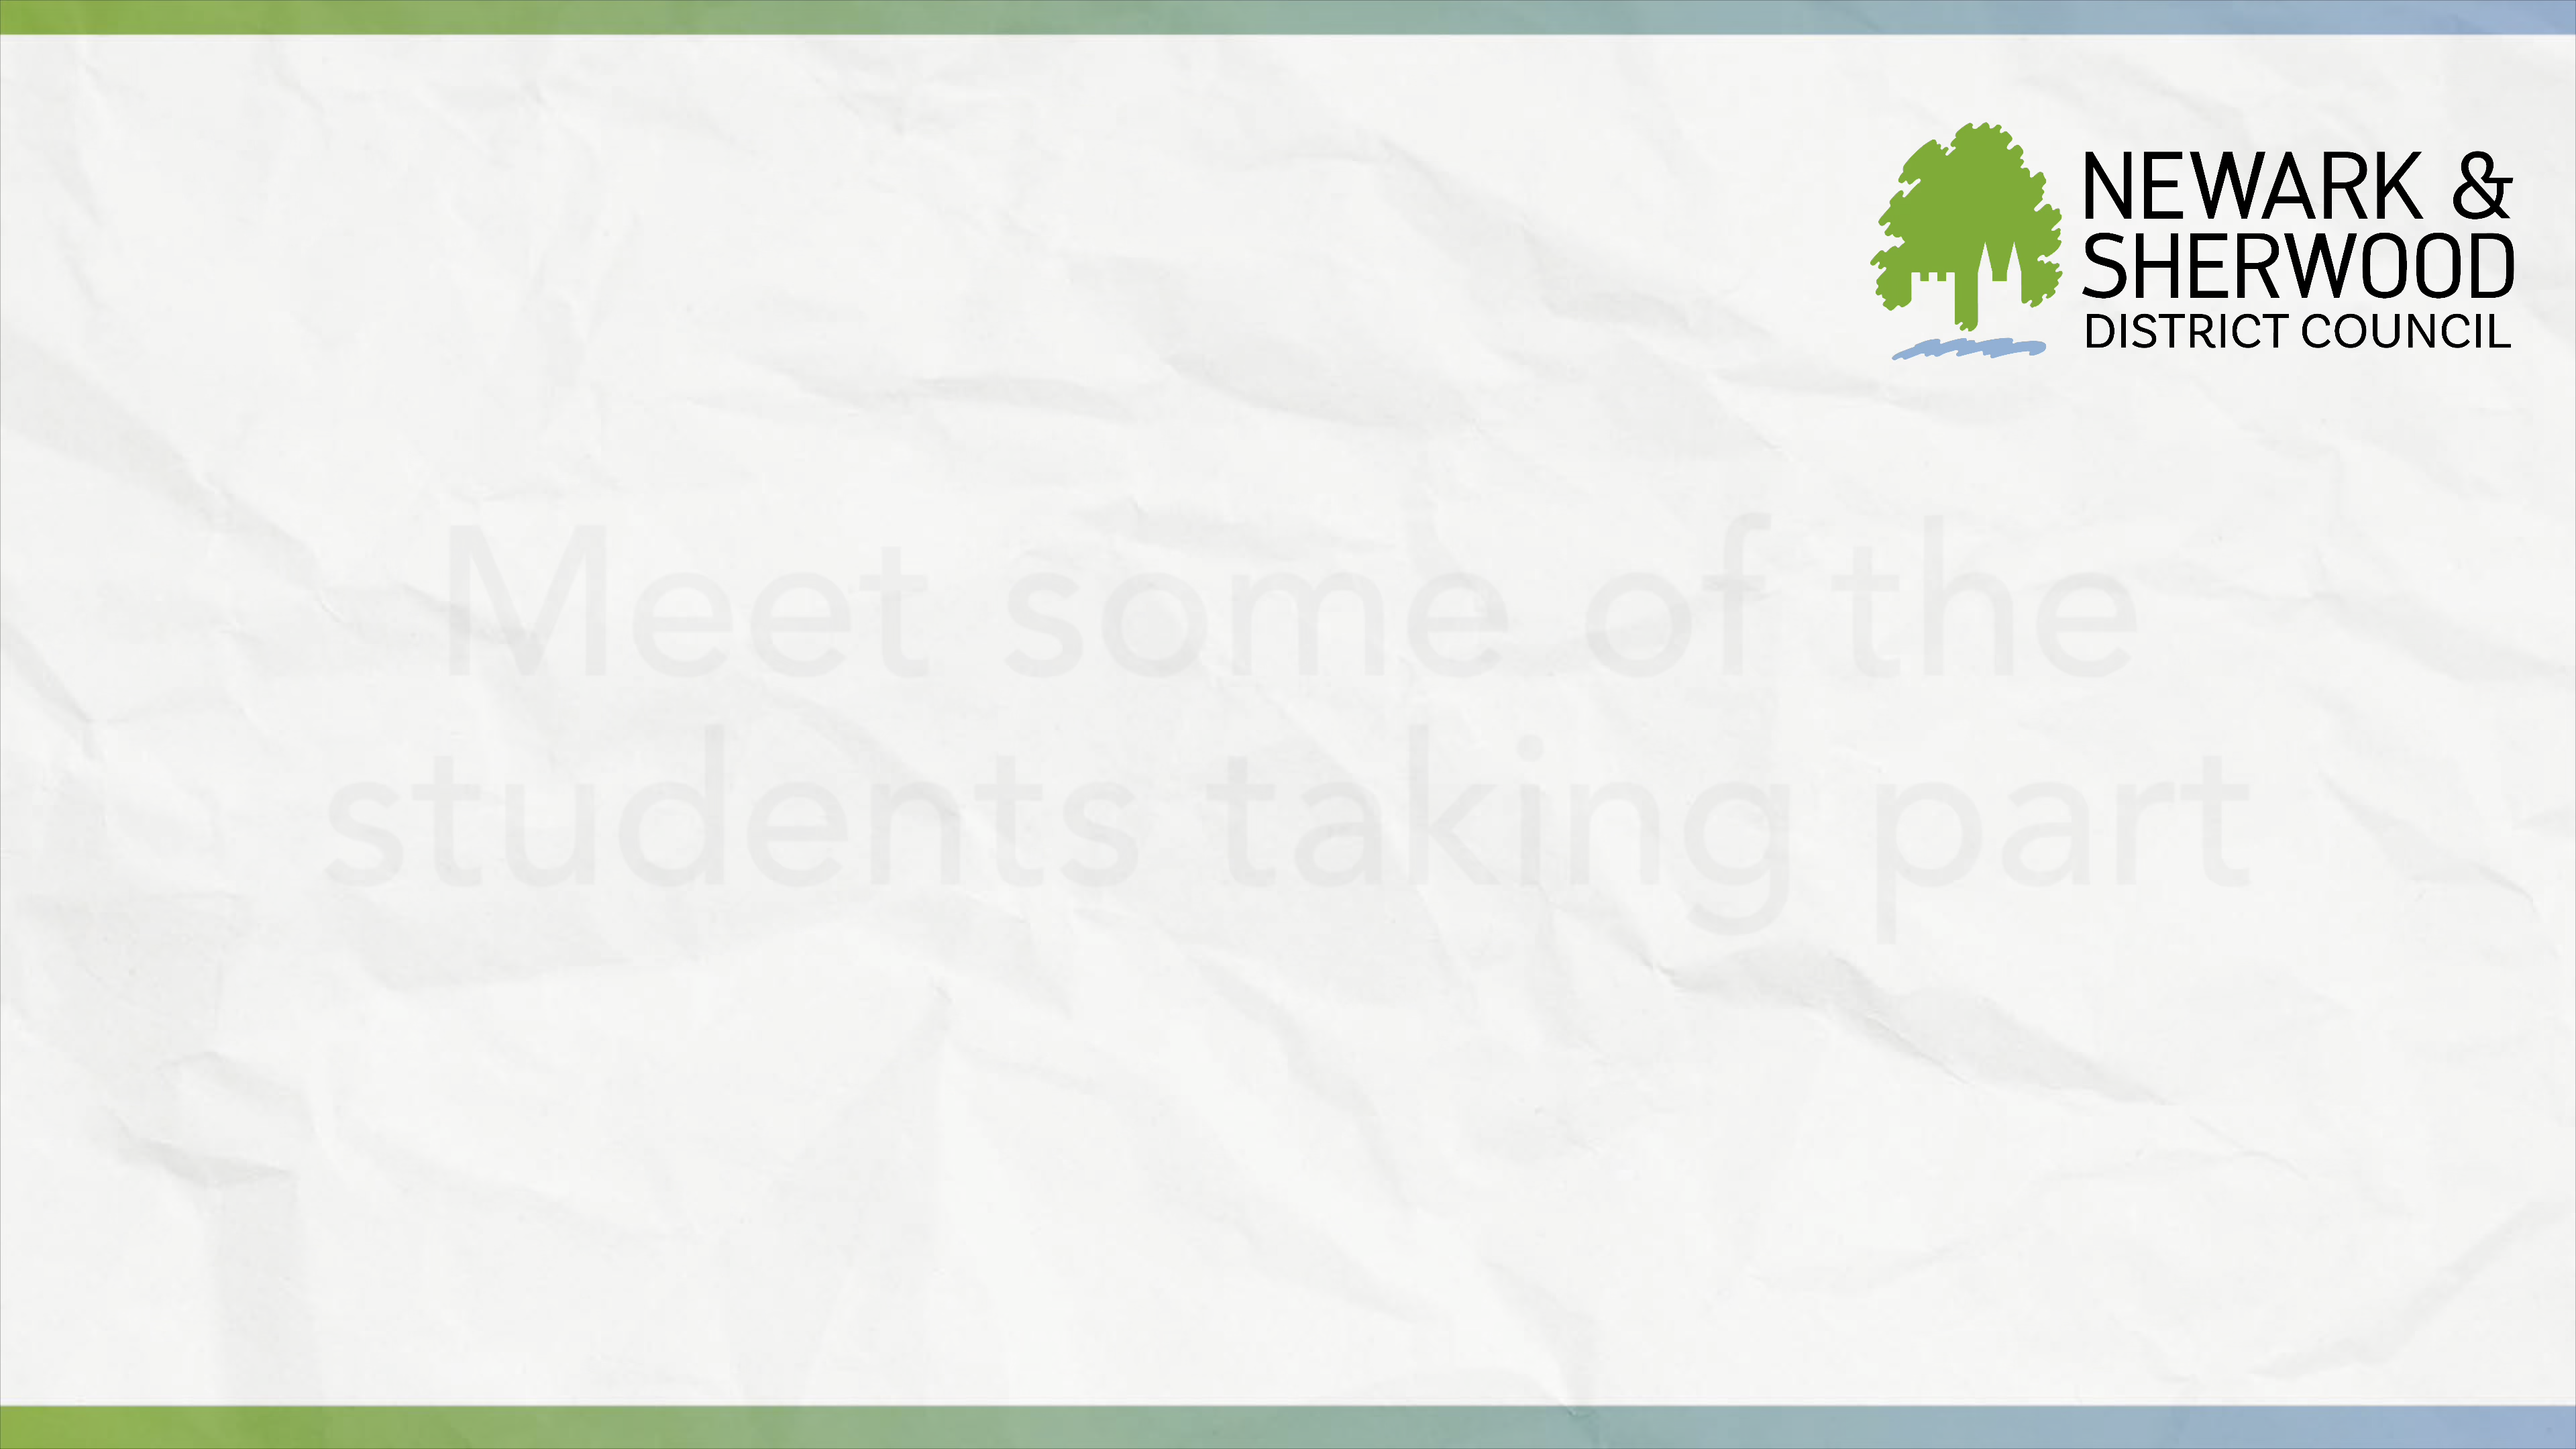 NEWARK &
SHERWOOD
DISTRICT COUNCIL
Meet some of the
students taking part